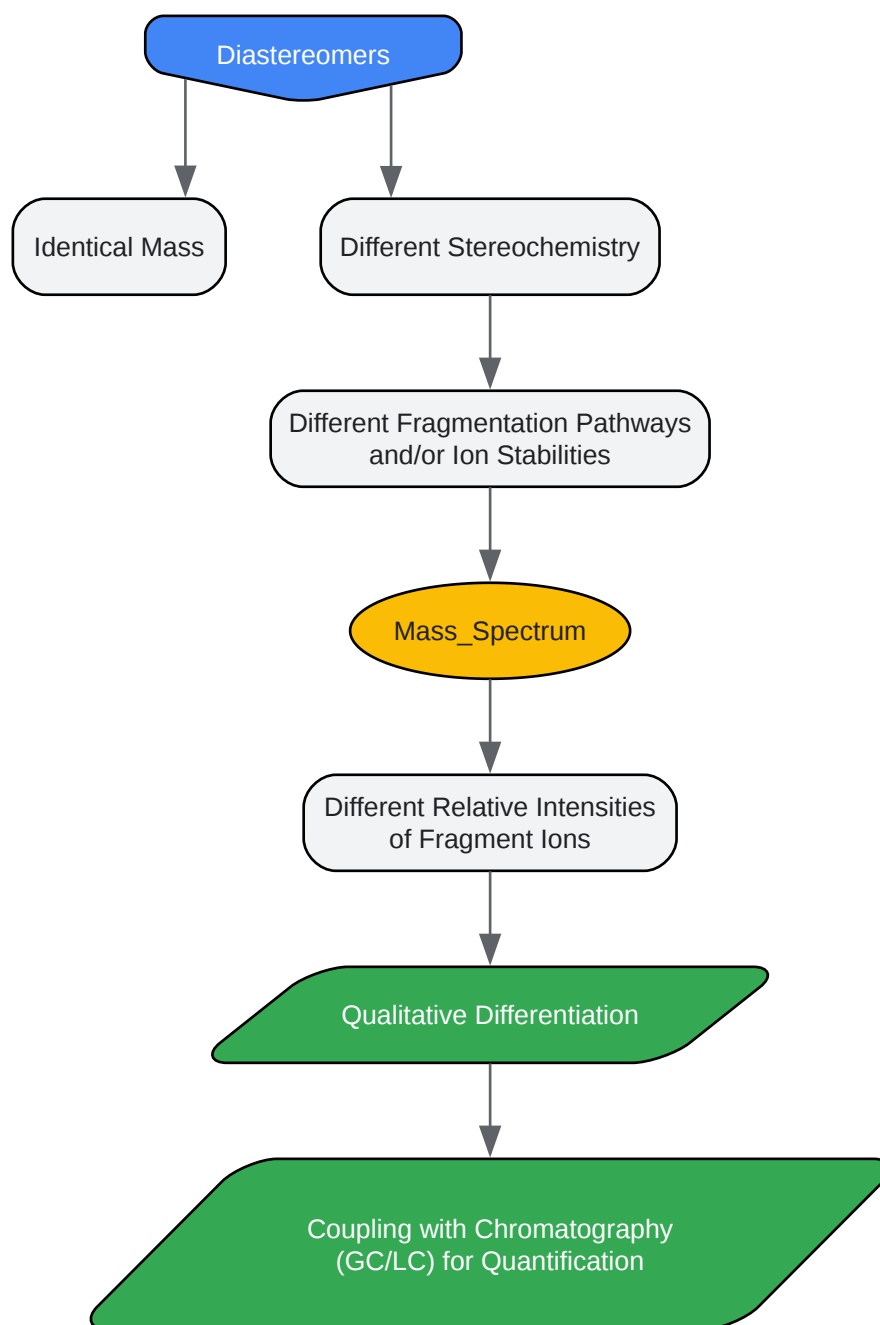 Diastereomers
Identical Mass
Different Stereochemistry
Different Fragmentation Pathways
and/or Ion Stabilities
Mass_Spectrum
Different Relative Intensities
of Fragment Ions
Qualitative Differentiation
Coupling with Chromatography
(GC/LC) for Quantification